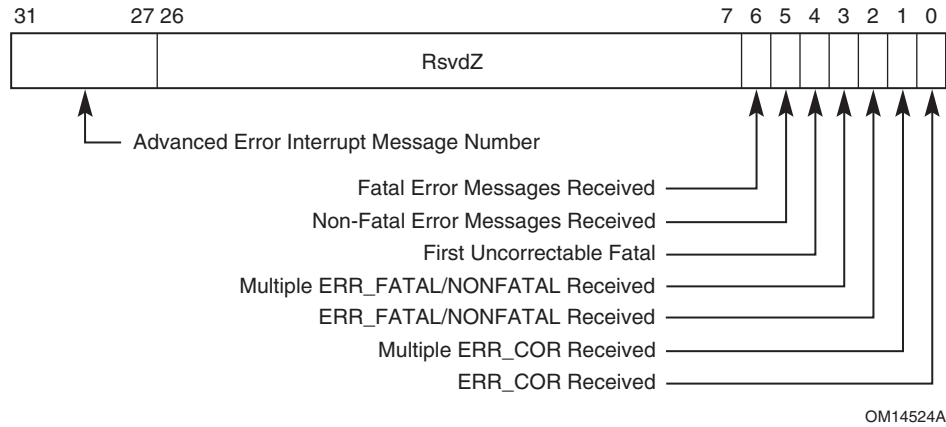 31 27 26 7 6 5 4 3 2 1 0
RsvdZ
Advanced Error Interrupt Message Number
Fatal Error Messages Received
Non-Fatal Error Messages Received
First Uncorrectable Fatal
Multiple ERR_FATAL/NONFATAL Received
ERR_FATAL/NONFATAL Received
Multiple ERR_COR Received
ERR_COR Received
OM14524A